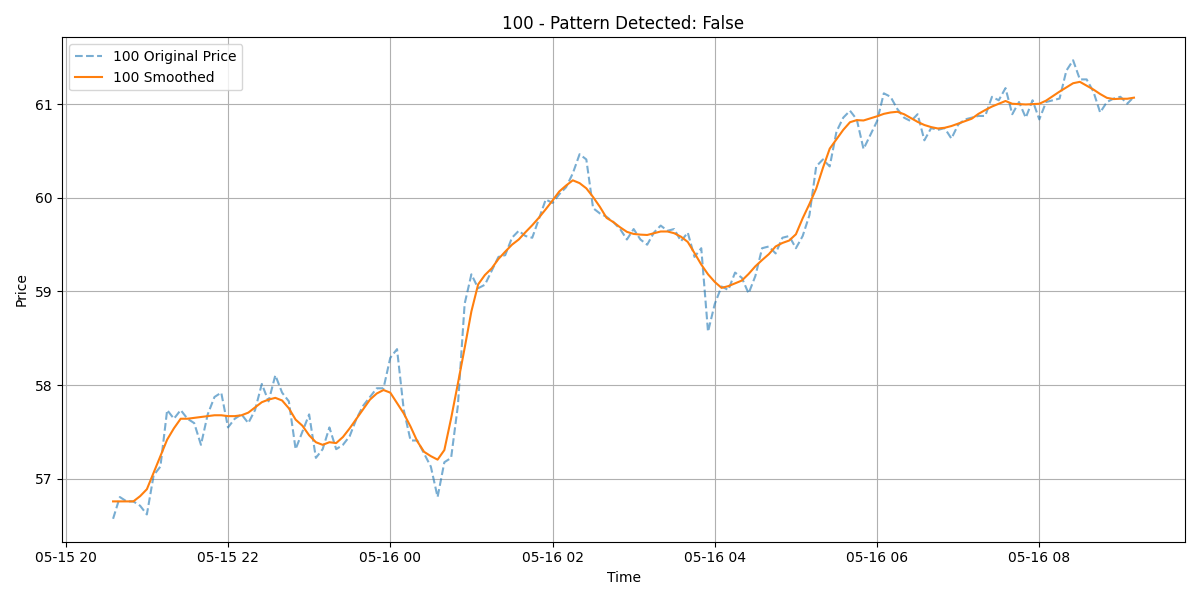 100 - Pattern Detected: False
100 Original Price
100 Smoothed
Price
61
60
59
58
57
05-15 20
05-15 22
05-16 00
05-16 02
05-16 04
05-16 06
05-16 08
Time